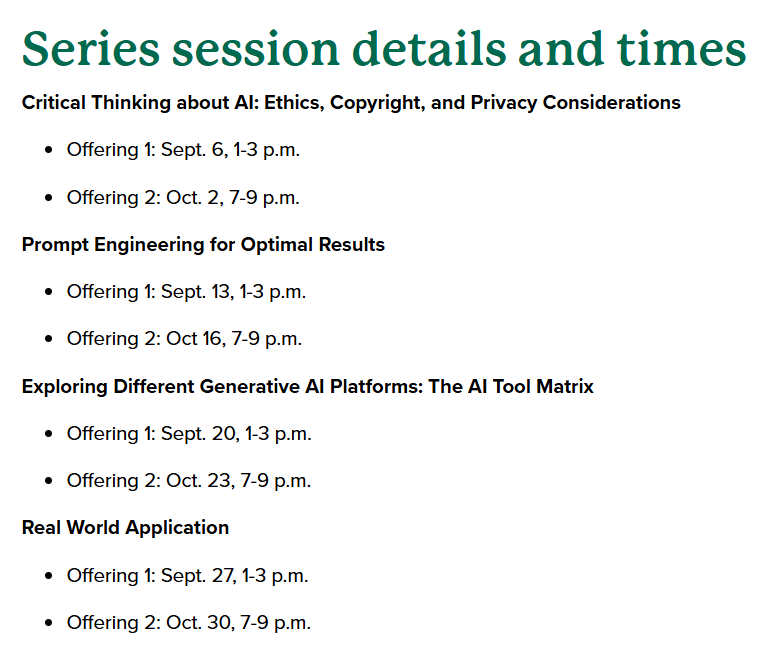 Series session details and times
Critical Thinking about AI: Ethics, Copyright, and Privacy Considerations
• Offering 1: Sept. 6, 1-3 p.m.
• Offering 2: Oct. 2, 7-9 p.m.
Prompt Engineering for Optimal Results
• Offering 1: Sept. 13, 1-3 p.m.
• Offering 2: Oct 16, 7-9 p.m.
Exploring Different Generative AI Platforms: The AI Tool Matrix
• Offering 1: Sept. 20, 1-3 p.m.
• Offering 2: Oct. 23, 7-9 p.m.
Real World Application
• Offering 1: Sept. 27, 1-3 p.m.
• Offering 2: Oct. 30, 7-9 p.m.